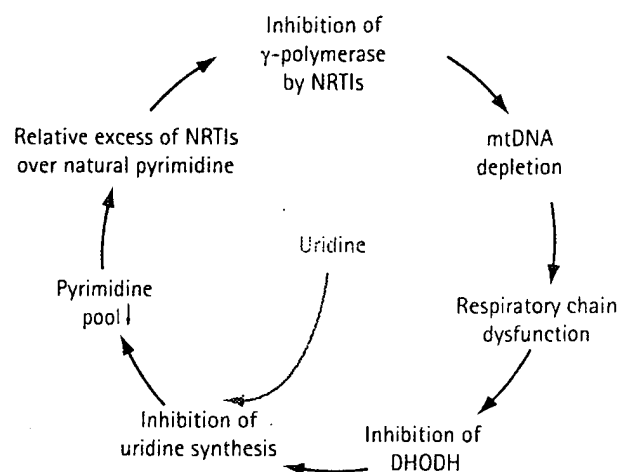 Inhibition of
γ-polymerase
by NRTIs
mtDNA
depletion
Respiratory chain
dysfunction
Inhibition of
DHODH
Inhibition of
uridine synthesis
Pyrimidine
pool↓
Relative excess of NRTIs
over natural pyrimidine
Uridine